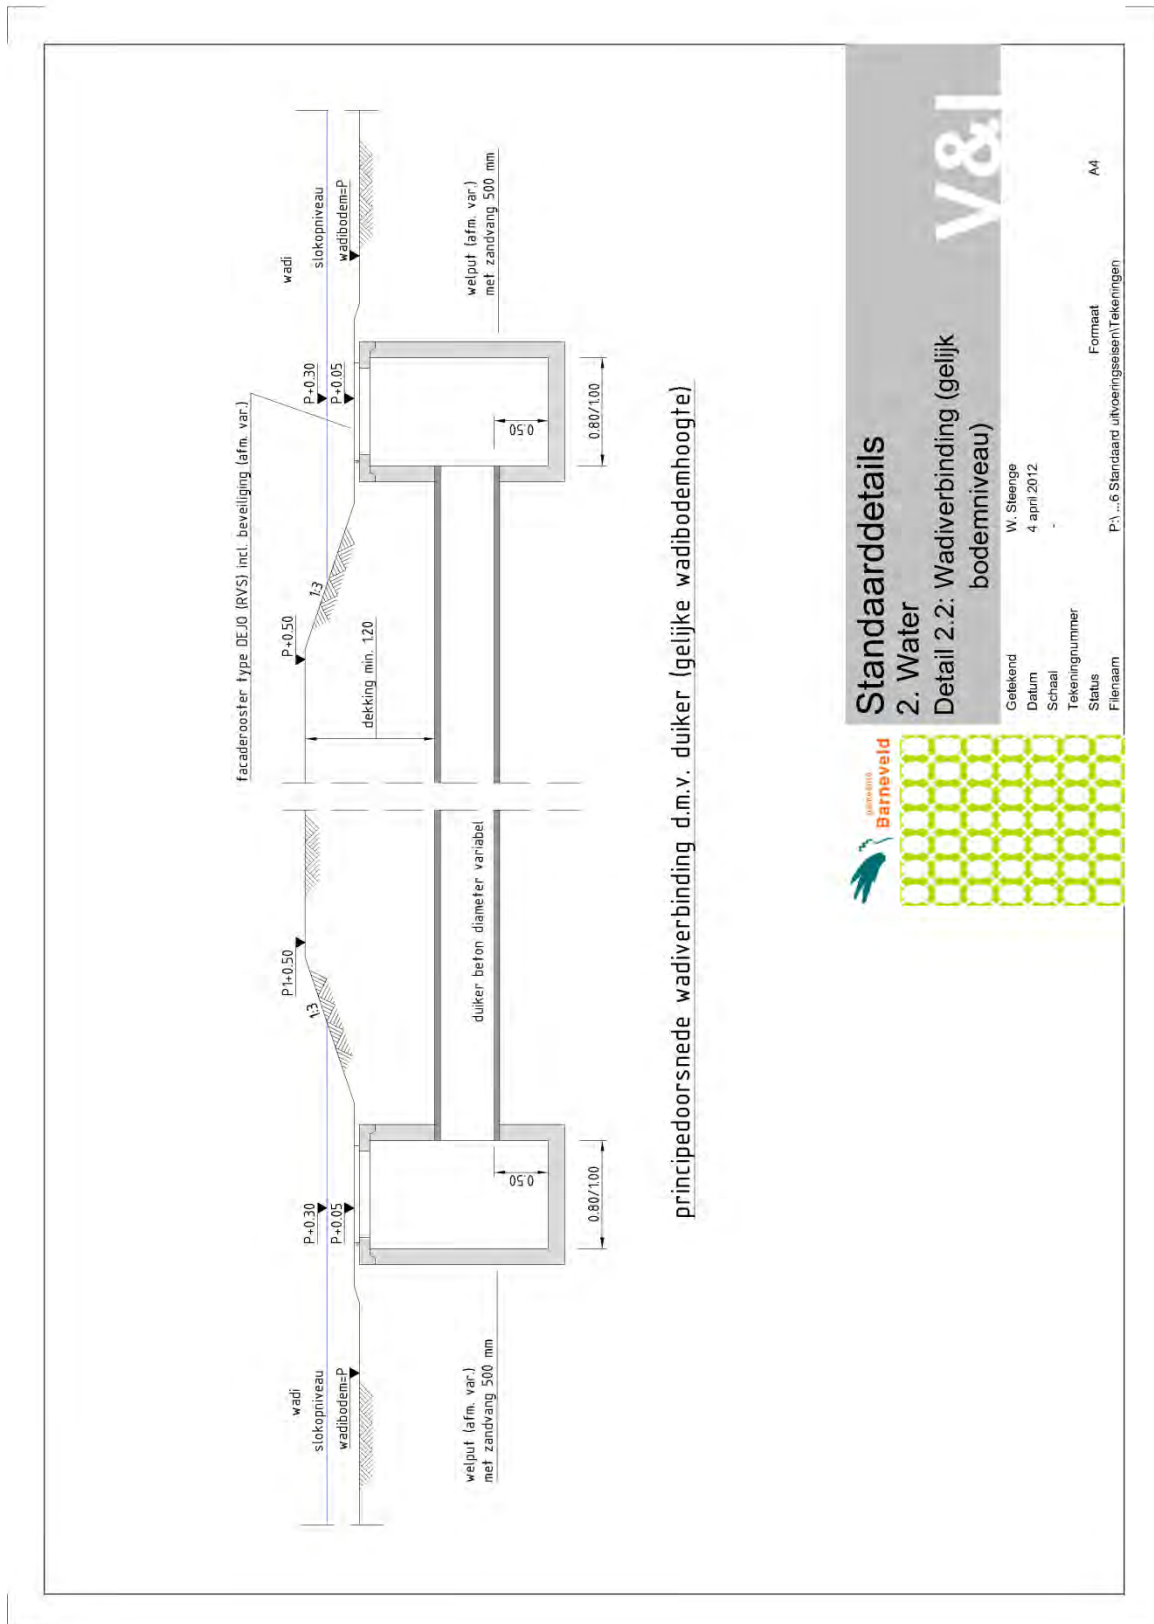 wadi
slokopniveau
wadibodem=P
P+0.30
P+0.05
P1+0.50
1:3
facaderooster type DEJO (RVS) incl. beveiliging (afm. var.)
P+0.50
1:3
P+0.30
P+0.05
wadi
slokopniveau
wadibodem=P
dekking min. 1.20
welput (afm. var.)
met zandvang 500 mm
0.50
0.80/1.00
duiker beton diameter variabel
0.50
0.80/1.00
welput (afm. var.)
met zandvang 500 mm
principedoorsnede wadiverbinding d.m.v. duiker (gelijke wadibodemhoogte)
gemeente
Barneveld
Standaarddetails
2. Water
Detail 2.2: Wadiverbinding (gelijk
bodemniveau)
V&L
Getekend W. Steenge
Datum 4 april 2012
Schaal -
Tekeningnummer
Status Formaat A4
Filenaam P:\ ...6 Standaard uitvoeringseisen\Tekeningen